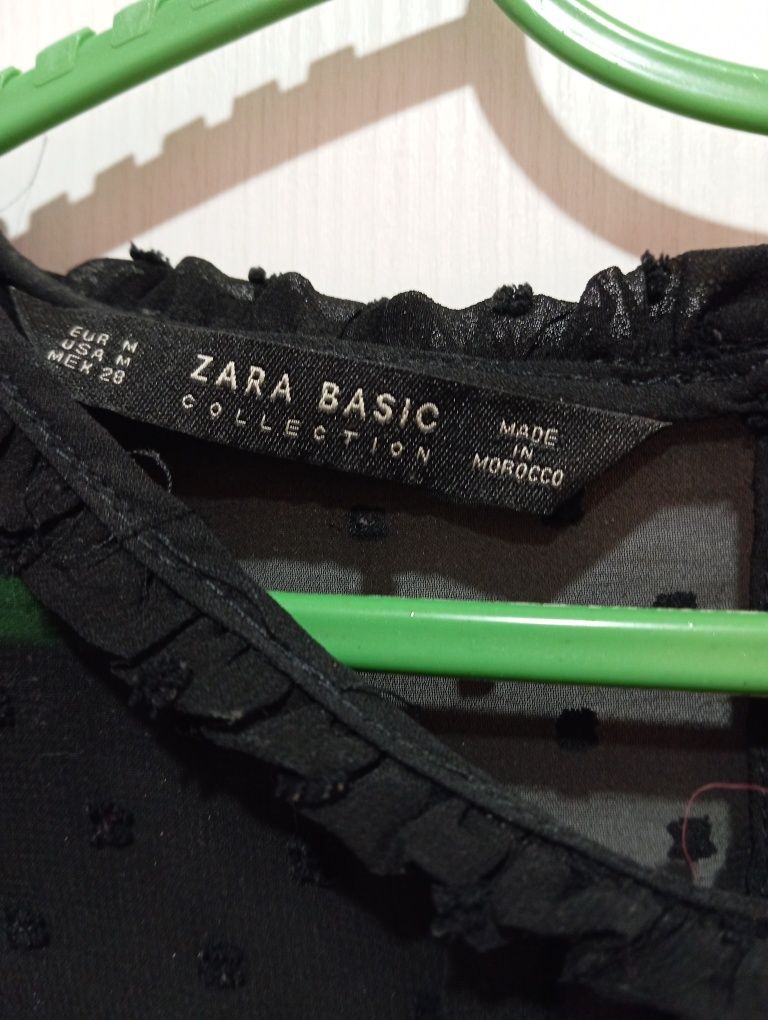 EUR M
USA M
MEX 28
ZARA BASIC
COLLECTION
MADE
IN
MOROCCO